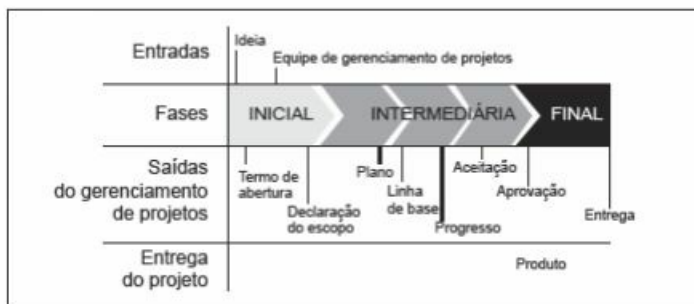 Entradas
Ideia
Equipe de gerenciamento de projetos
Fases
INICIAL
INTERMEDIÁRIA
FINAL
Saídas
do gerenciamento
de projetos
Termo de
abertura
Declaração
do escopo
Plano
Linha
de base
Progresso
Aceitação
Aprovação
Entrega
Entrega
do projeto
Produto